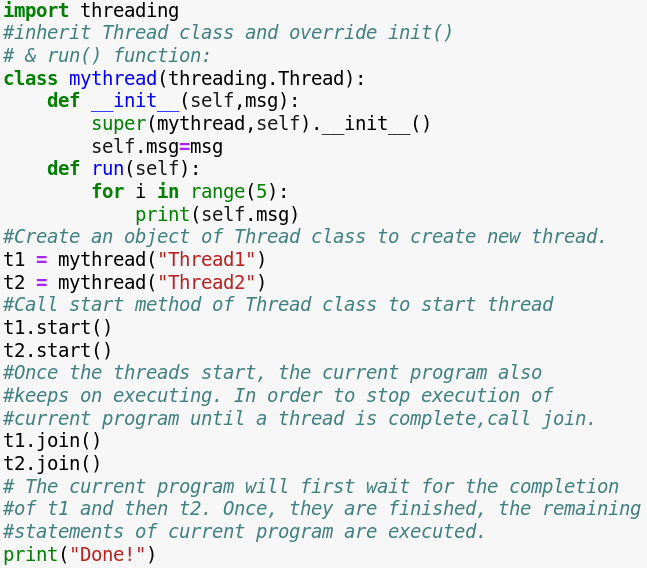 import threading
#inherit Thread class and override init()
# & run() function:
class mythread(threading.Thread):
    def __init__(self,msg):
        super(mythread,self).__init__()
        self.msg=msg
    def run(self):
        for i in range(5):
            print(self.msg)
#Create an object of Thread class to create new thread.
t1 = mythread("Thread1")
t2 = mythread("Thread2")
#Call start method of Thread class to start thread
t1.start()
t2.start()
#Once the threads start, the current program also
#keeps on executing. In order to stop execution of
#current program until a thread is complete,call join.
t1.join()
t2.join()
# The current program will first wait for the completion
#of t1 and then t2. Once, they are finished, the remaining
#statements of current program are executed.
print("Done!")